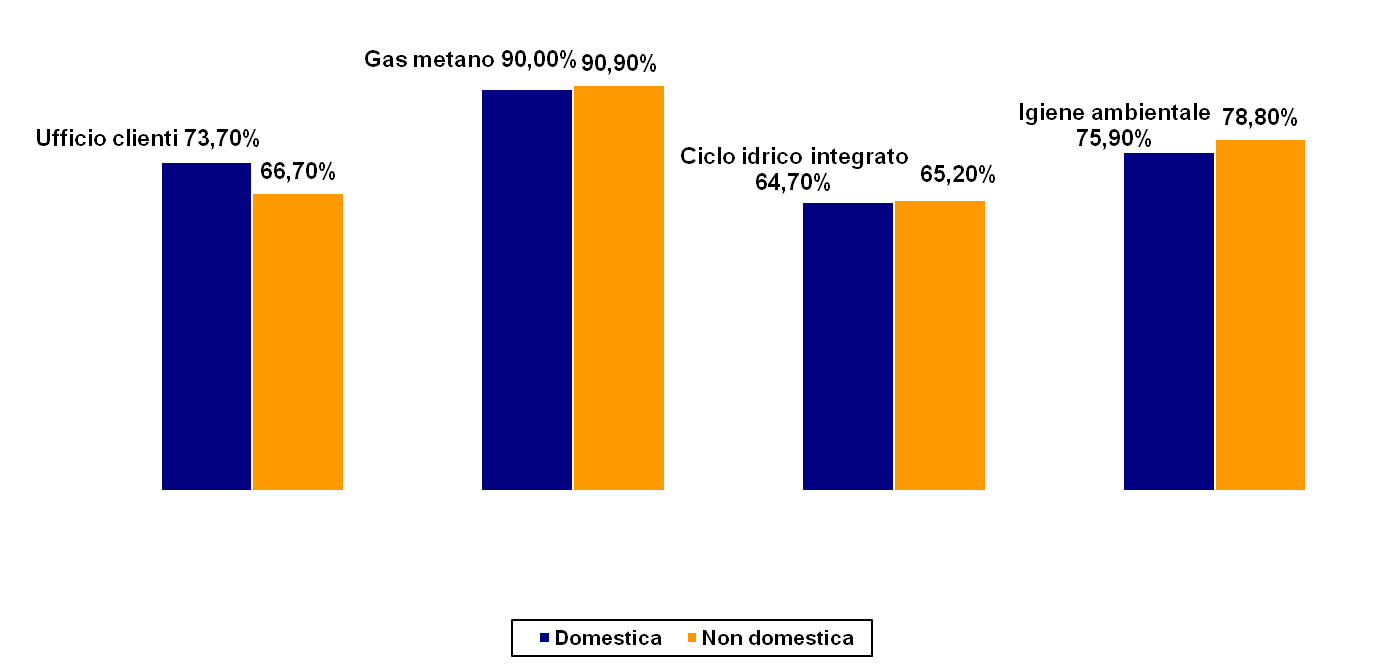 Gas metano 90,00%
90,90%
Ufficio clienti 73,70%
66,70%
Ciclo idrico integrato
64,70%
65,20%
Igiene ambientale
75,90%
78,80%
Domestica
Non domestica